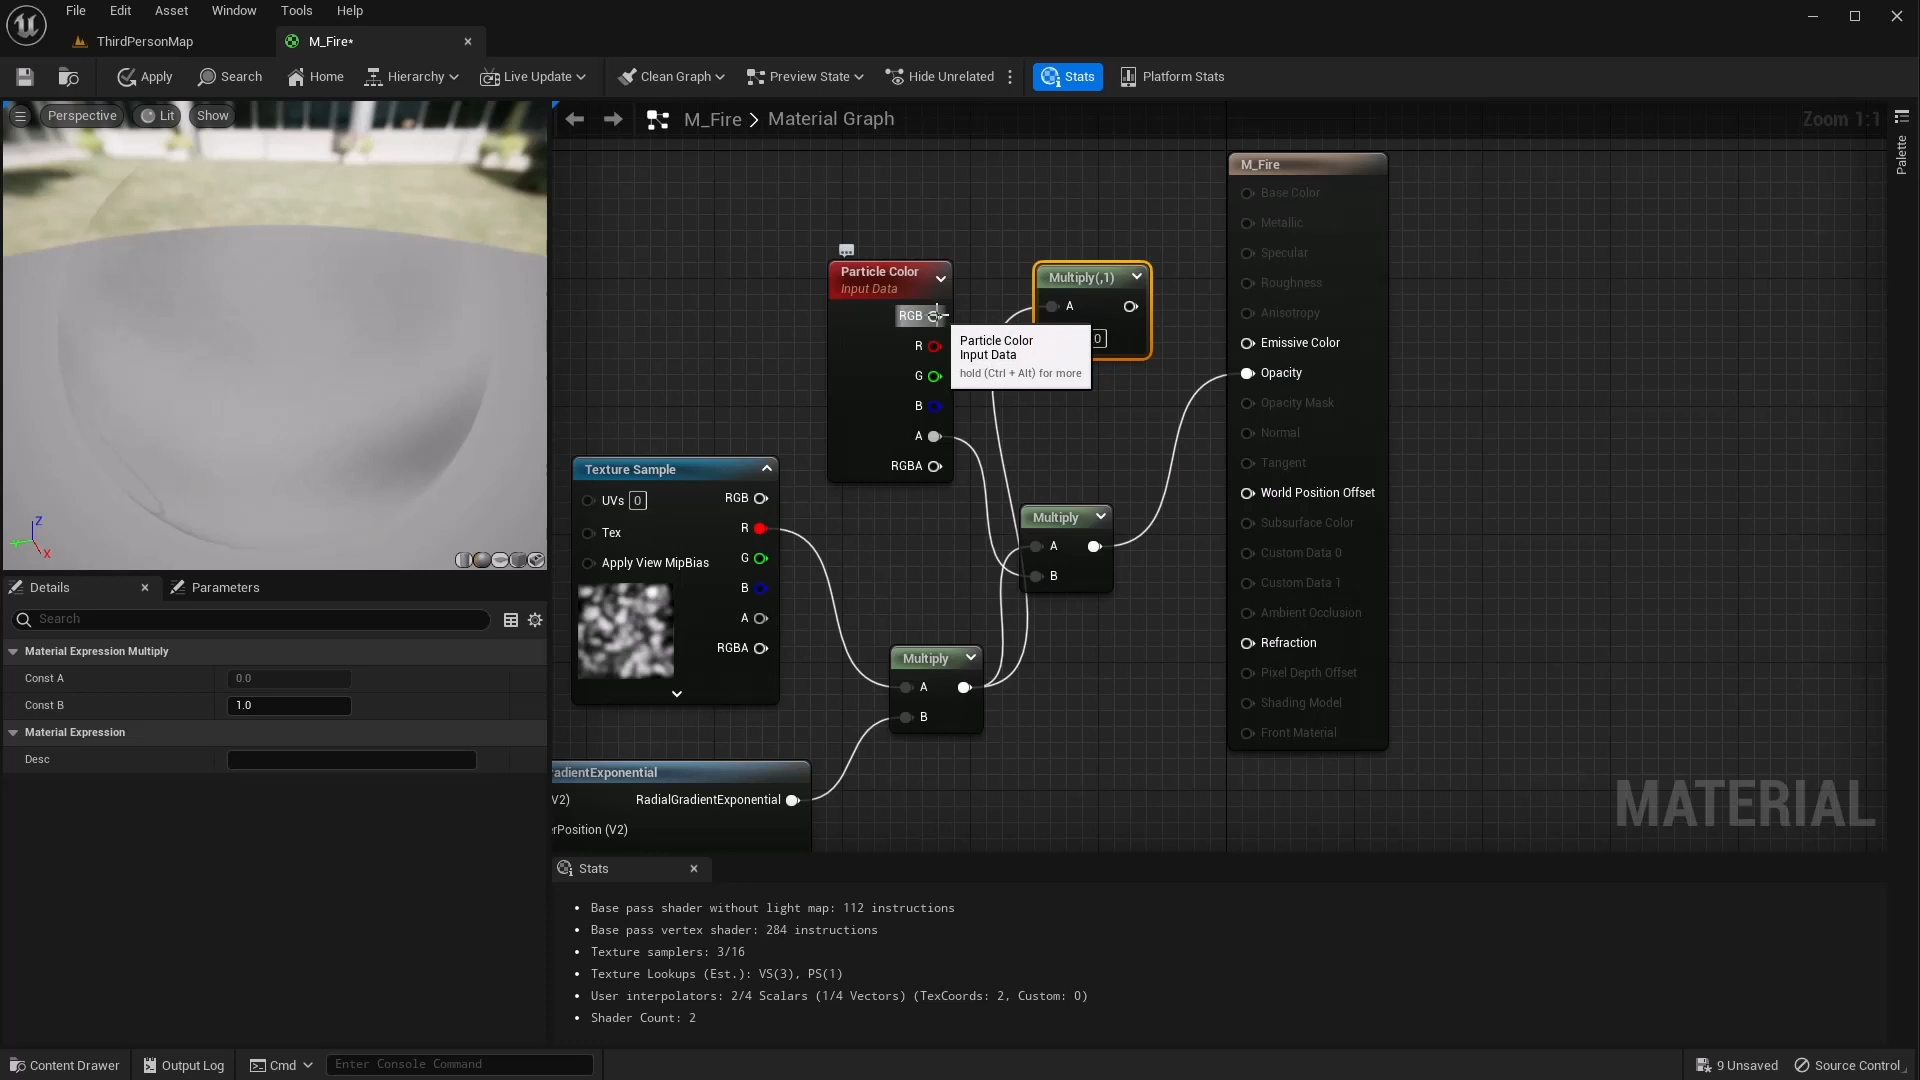 File Edit Asset Window Tools Help
ThirdPersonMap
M_Fire*
Apply Search Home Hierarchy Live Update Clean Graph Preview State Hide Unrelated Stats Platform Stats
Perspective Lit Show
M_Fire > Material Graph
Zoom 1:1
Palette
M_Fire
Base Color
Metallic
Specular
Roughness
Anisotropy
Emissive Color
Opacity
Opacity Mask
Normal
Tangent
World Position Offset
Subsurface Color
Custom Data 0
Custom Data 1
Ambient Occlusion
Refraction
Pixel Depth Offset
Shading Model
Front Material
Particle Color
Input Data
RGB
R
G
B
A
RGBA
Multiply(,1)
A
0
Particle Color
Input Data
hold (Ctrl + Alt) for more
Texture Sample
UVs 0
Tex
Apply View MipBias
RGB
R
G
B
A
RGBA
Multiply
A
B
Multiply
A
B
adientExponential
(V2) RadialGradientExponential
erPosition (V2)
MATERIAL
Z
X
Details Parameters
Search
Material Expression Multiply
Const A 0.0
Const B 1.0
Material Expression
Desc
Stats
Base pass shader without light map: 112 instructions
Base pass vertex shader: 284 instructions
Texture samplers: 3/16
Texture Lookups (Est.): VS(3), PS(1)
User interpolators: 2/4 Scalars (1/4 Vectors) (TexCoords: 2, Custom: 0)
Shader Count: 2
Content Drawer Output Log Cmd Enter Console Command 9 Unsaved Source Control